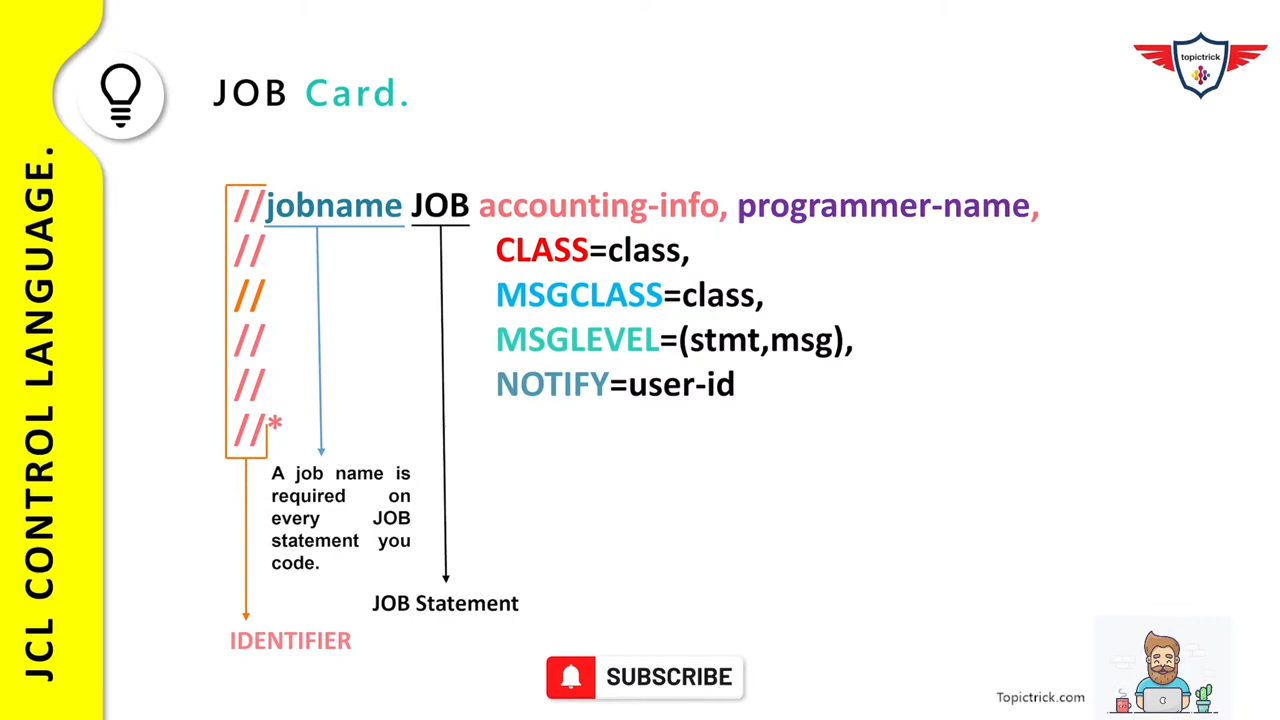 topictrick
JOB Card.
JCL CONTROL LANGUAGE.
//jobname JOB accounting-info, programmer-name,
// CLASS=class,
// MSGCLASS=class,
// MSGLEVEL=(stmt,msg),
// NOTIFY=user-id
//*
A job name is
required on
every JOB
statement you
code.
JOB Statement
IDENTIFIER
SUBSCRIBE
Topictrick.com